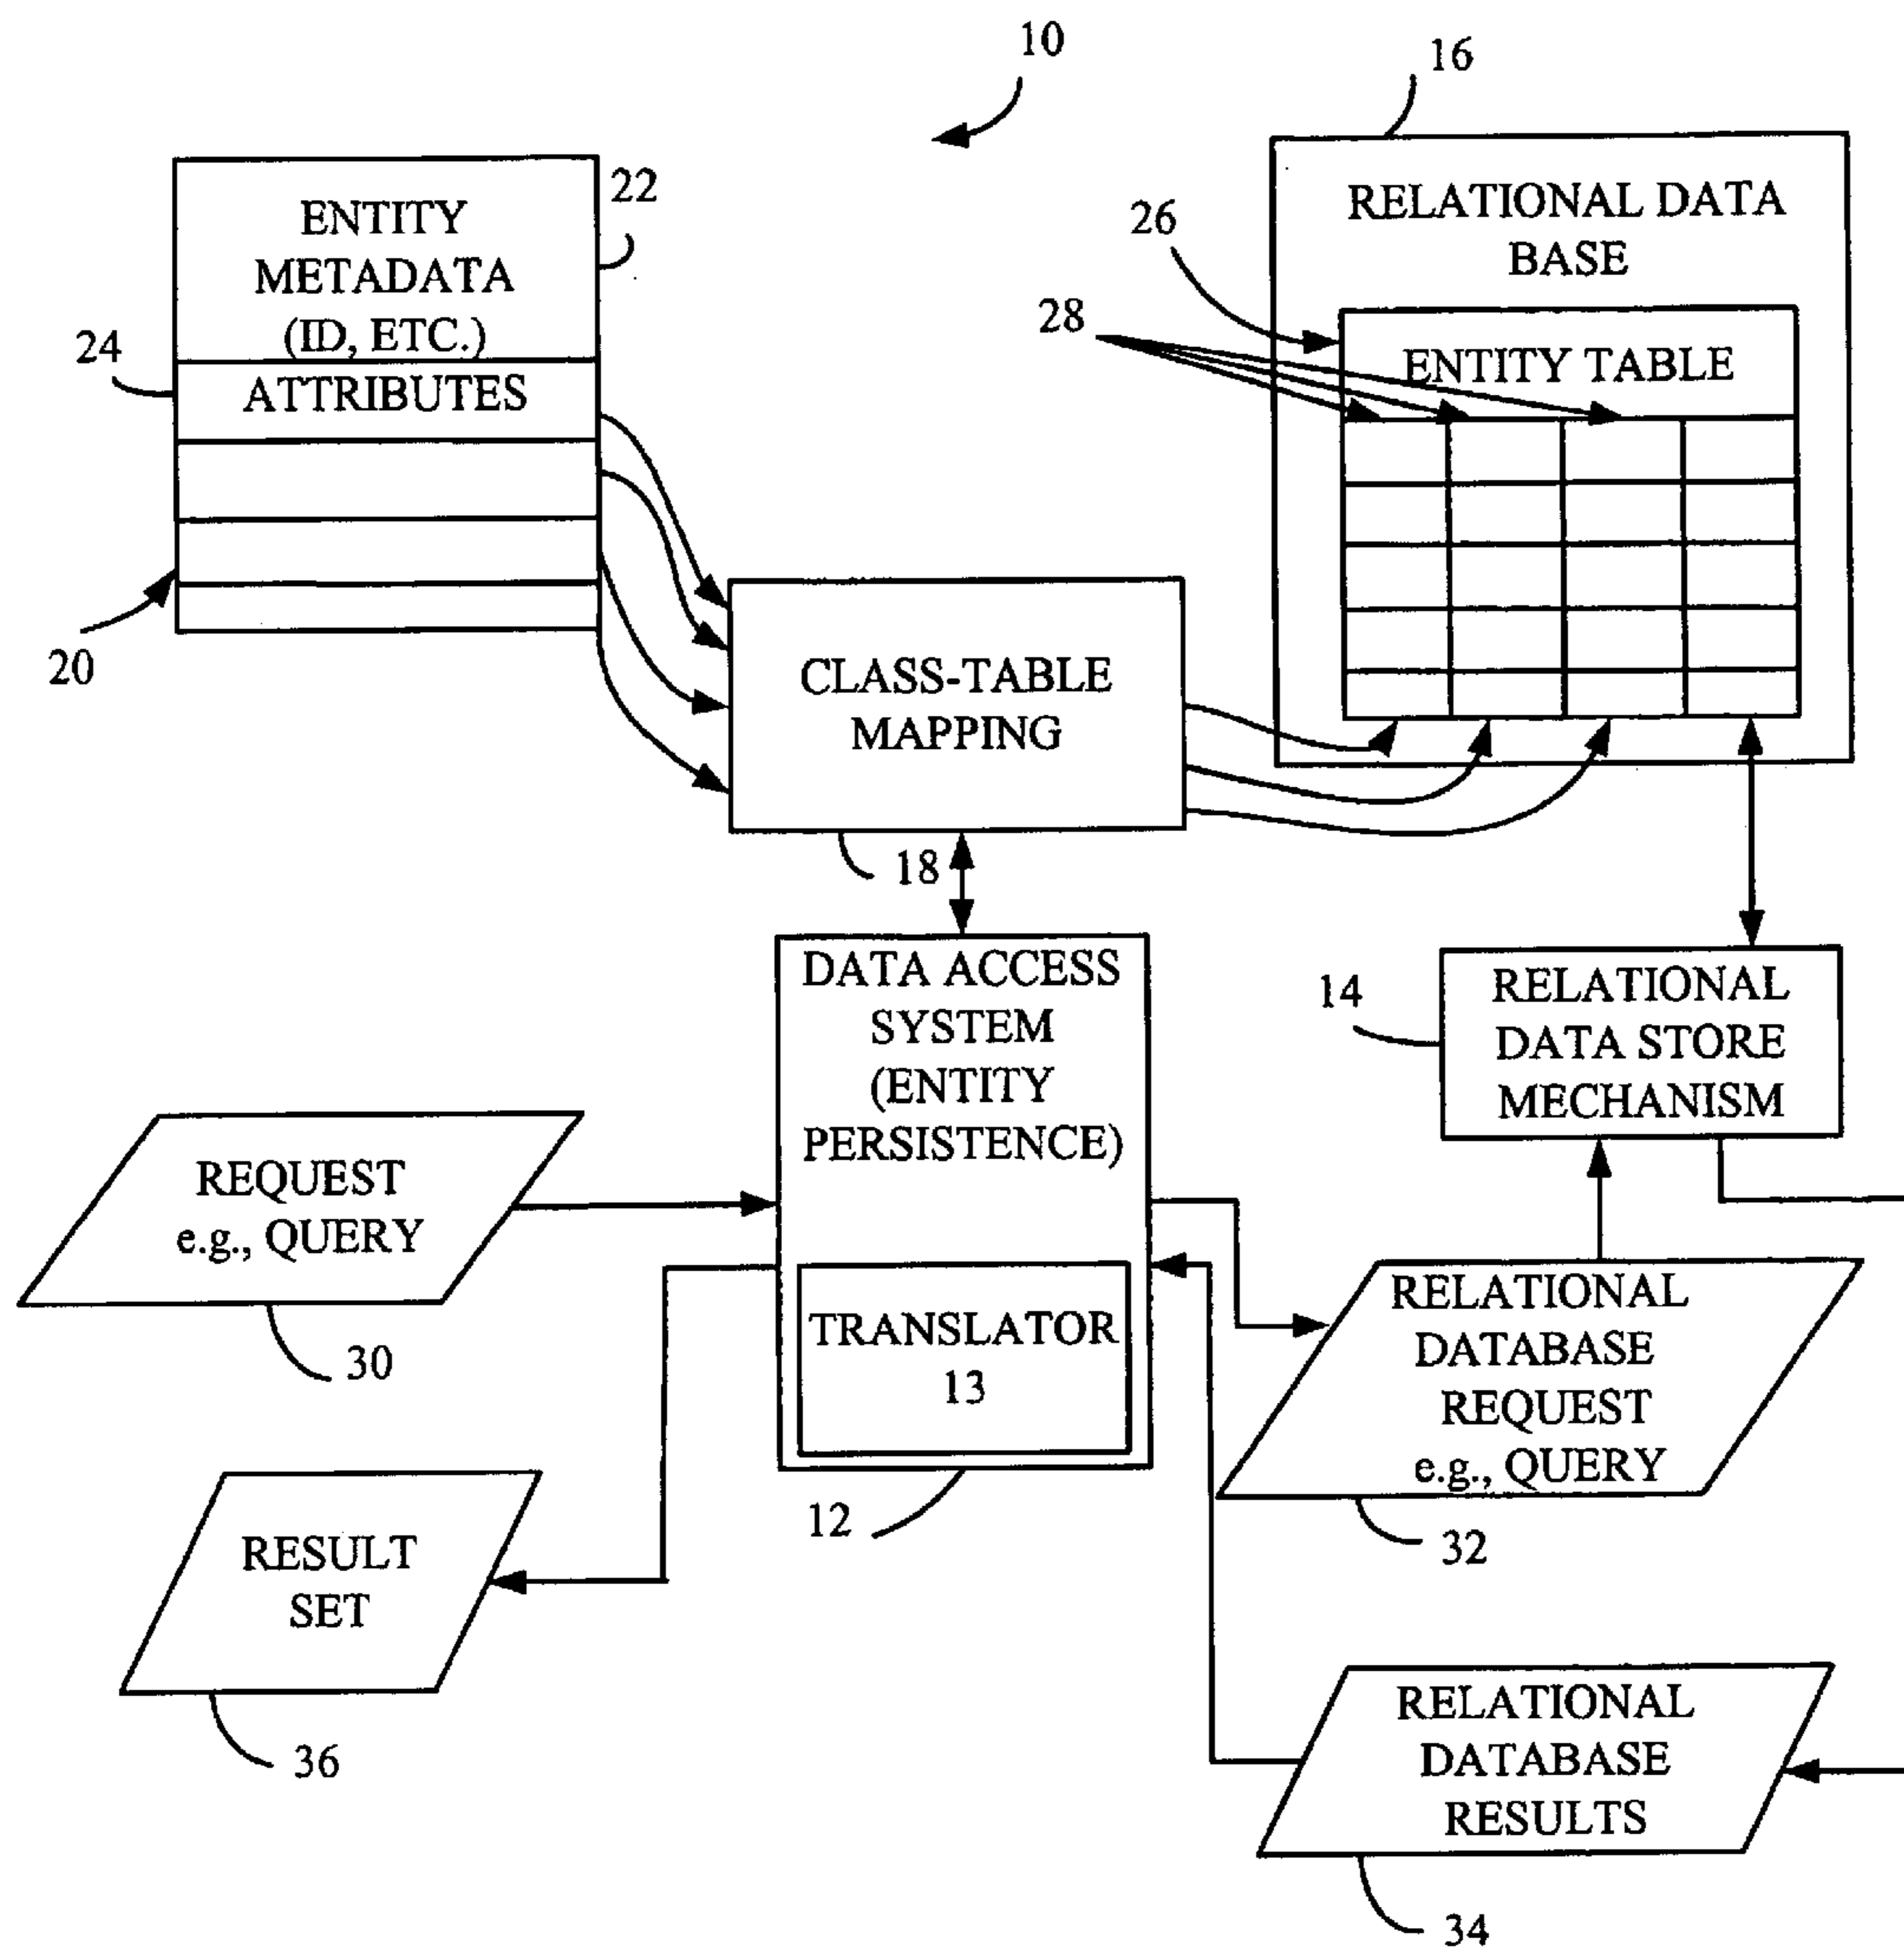 10
16
ENTITY
METADATA
(ID, ETC.)
22
24
ATTRIBUTES
20
RELATIONAL DATA
BASE
26
28
ENTITY TABLE
CLASS-TABLE
MAPPING
18
DATA ACCESS
SYSTEM
(ENTITY
PERSISTENCE)
TRANSLATOR
13
12
14
RELATIONAL
DATA STORE
MECHANISM
REQUEST
e.g., QUERY
30
RELATIONAL
DATABASE
REQUEST
e.g., QUERY
32
RESULT
SET
36
RELATIONAL
DATABASE
RESULTS
34